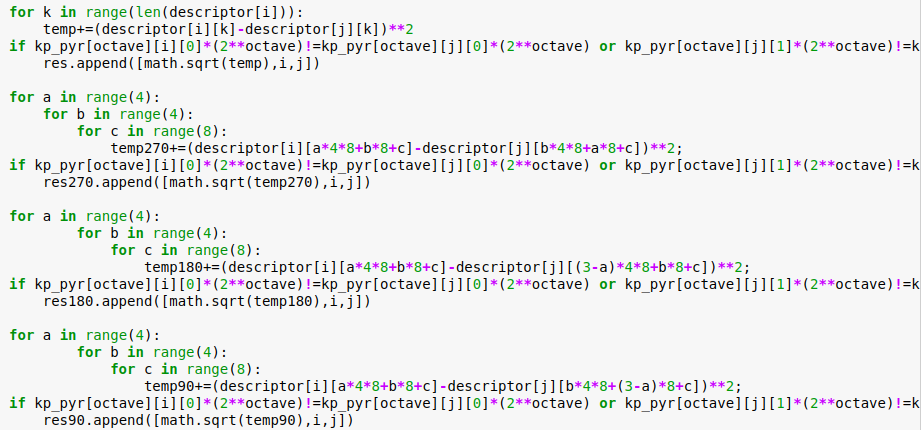 for k in range(len(descriptor[i])):
    temp+=(descriptor[i][k]-descriptor[j][k])**2
if kp_pyr[octave][i][0]*(2**octave)!=kp_pyr[octave][j][0]*(2**octave) or kp_pyr[octave][j][1]*(2**octave)!=k
    res.append([math.sqrt(temp),i,j])

for a in range(4):
    for b in range(4):
        for c in range(8):
            temp270+=(descriptor[i][a*4*8+b*8+c]-descriptor[j][b*4*8+a*8+c])**2;
if kp_pyr[octave][i][0]*(2**octave)!=kp_pyr[octave][j][0]*(2**octave) or kp_pyr[octave][j][1]*(2**octave)!=k
    res270.append([math.sqrt(temp270),i,j])

for a in range(4):
        for b in range(4):
            for c in range(8):
                temp180+=(descriptor[i][a*4*8+b*8+c]-descriptor[j][(3-a)*4*8+b*8+c])**2;
if kp_pyr[octave][i][0]*(2**octave)!=kp_pyr[octave][j][0]*(2**octave) or kp_pyr[octave][j][1]*(2**octave)!=k
    res180.append([math.sqrt(temp180),i,j])

for a in range(4):
        for b in range(4):
            for c in range(8):
                temp90+=(descriptor[i][a*4*8+b*8+c]-descriptor[j][b*4*8+(3-a)*8+c])**2;
if kp_pyr[octave][i][0]*(2**octave)!=kp_pyr[octave][j][0]*(2**octave) or kp_pyr[octave][j][1]*(2**octave)!=k
    res90.append([math.sqrt(temp90),i,j])